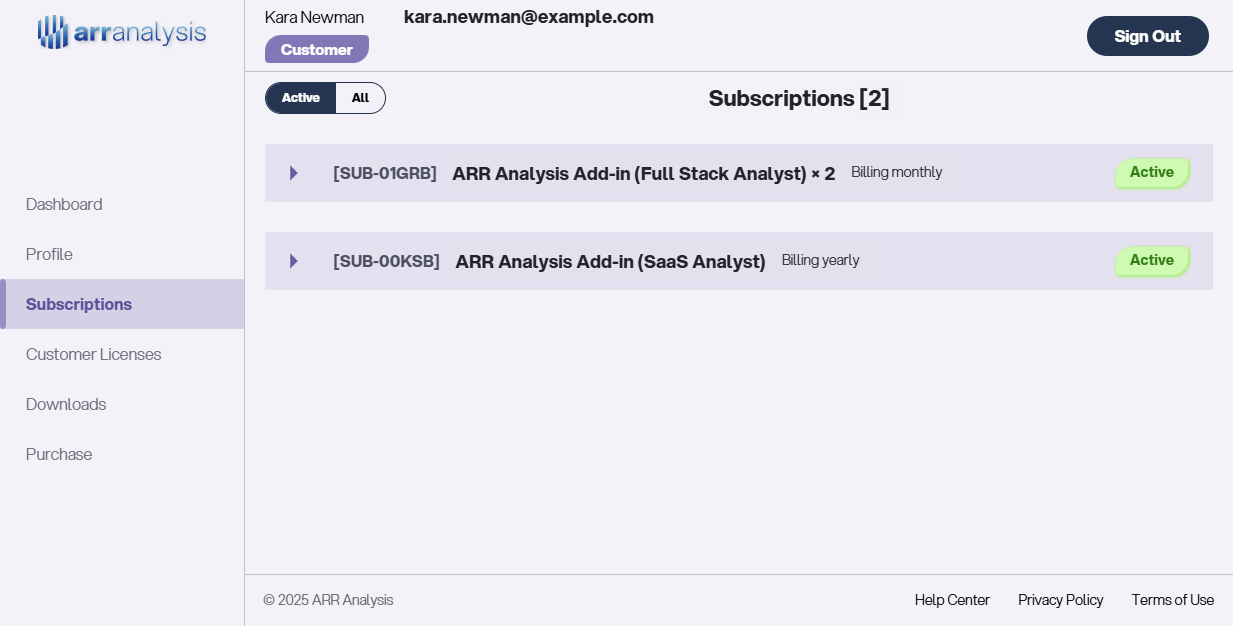 arranalysis
Kara Newman
kara.newman@example.com
Customer
Sign Out
Active
All
Subscriptions [2]
[SUB-01GRB] ARR Analysis Add-in (Full Stack Analyst) × 2 Billing monthly Active
[SUB-00KSB] ARR Analysis Add-in (SaaS Analyst) Billing yearly Active
Dashboard
Profile
Subscriptions
Customer Licenses
Downloads
Purchase
© 2025 ARR Analysis
Help Center
Privacy Policy
Terms of Use